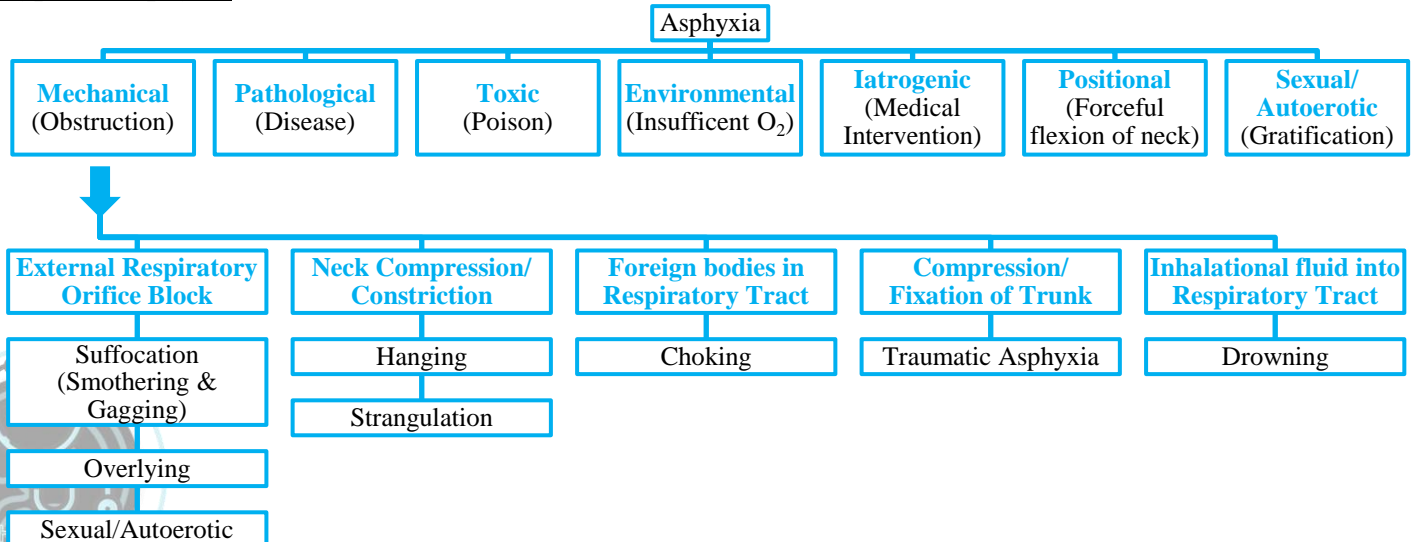 Asphyxia
Mechanical
(Obstruction)
Pathological
(Disease)
Toxic
(Poison)
Environmental
(Insufficent O₂)
Iatrogenic
(Medical
Intervention)
Positional
(Forceful
flexion of neck)
Sexual/
Autoerotic
(Gratification)
External Respiratory
Orifice Block
Suffocation
(Smothering &
Gagging)
Overlying
Sexual/Autoerotic
Neck Compression/
Constriction
Hanging
Strangulation
Foreign bodies in
Respiratory Tract
Choking
Compression/
Fixation of Trunk
Traumatic Asphyxia
Inhalational fluid into
Respiratory Tract
Drowning